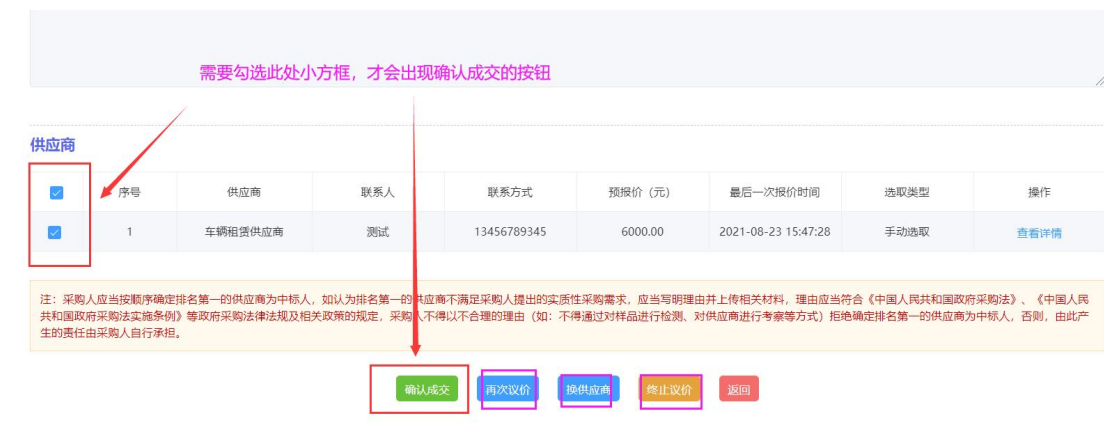 需要勾选此处小方框，才会出现确认成交的按钮
供应商
序号 供应商 联系人 联系方式 预报价（元） 最后一次报价时间 选取类型 操作
1 车辆租赁供应商 测试 13456789345 6000.00 2021-08-23 15:47:28 手动选取 查看详情
注：采购人应当按顺序确定排名第一的供应商为中标人，如认为排名第一的供应商不满足采购人提出的实质性采购需求，应当写明理由并上传相关材料，理由应当符合《中国人民共和国政府采购法》、《中国人民
共和国政府采购法实施条例》等政府采购法律法规及相关政策的规定，采购人不得以不合理的理由（如：不得通过对样品进行检测、对供应商进行考察等方式）拒绝确定排名第一的供应商为中标人，否则，由此产
生的责任由采购人自行承担。
确认成交 再次议价 换供应商 终止议价 返回